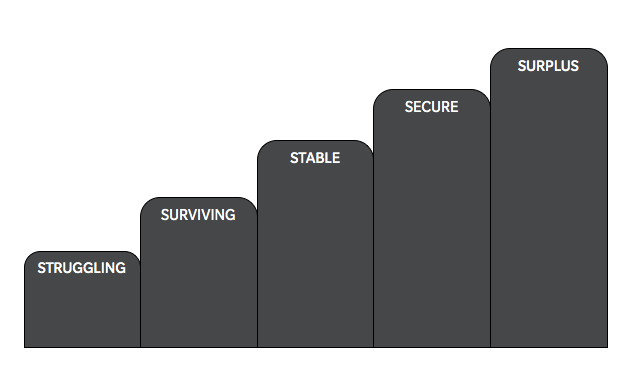 SURPLUS
SECURE
STABLE
SURVIVING
STRUGGLING